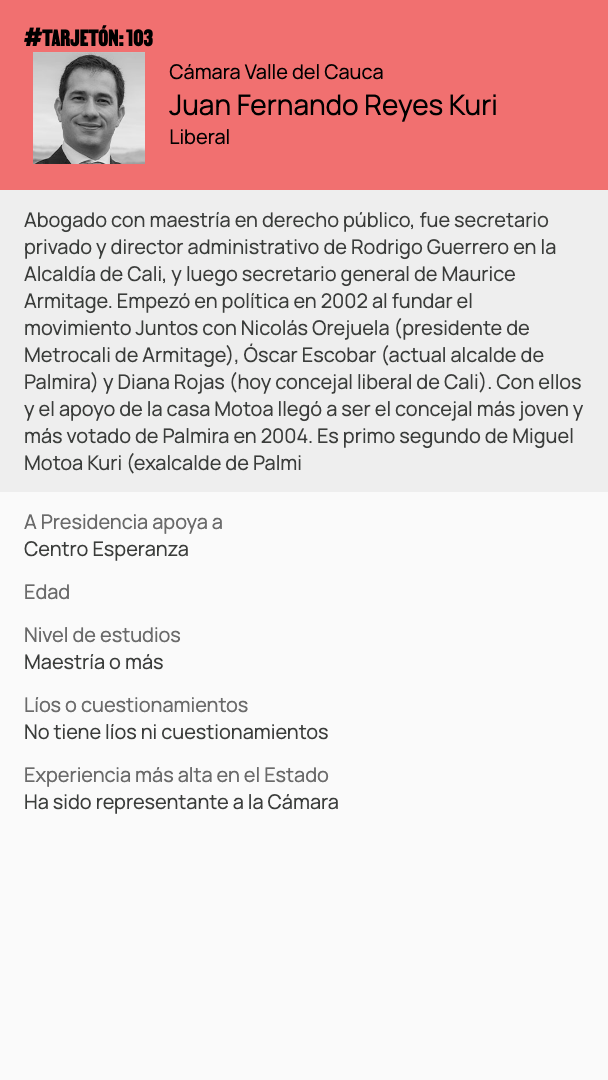 #TARJETÓN: 103
Cámara Valle del Cauca
Juan Fernando Reyes Kuri
Liberal
Abogado con maestría en derecho público, fue secretario
privado y director administrativo de Rodrigo Guerrero en la
Alcaldía de Cali, y luego secretario general de Maurice
Armitage. Empezó en política en 2002 al fundar el
movimiento Juntos con Nicolás Orejuela (presidente de
Metrocali de Armitage), Óscar Escobar (actual alcalde de
Palmira) y Diana Rojas (hoy concejal liberal de Cali). Con ellos
y el apoyo de la casa Motoa llegó a ser el concejal más joven y
más votado de Palmira en 2004. Es primo segundo de Miguel
Motoa Kuri (exalcalde de Palmi
A Presidencia apoya a
Centro Esperanza
Edad
Nivel de estudios
Maestría o más
Líos o cuestionamientos
No tiene líos ni cuestionamientos
Experiencia más alta en el Estado
Ha sido representante a la Cámara